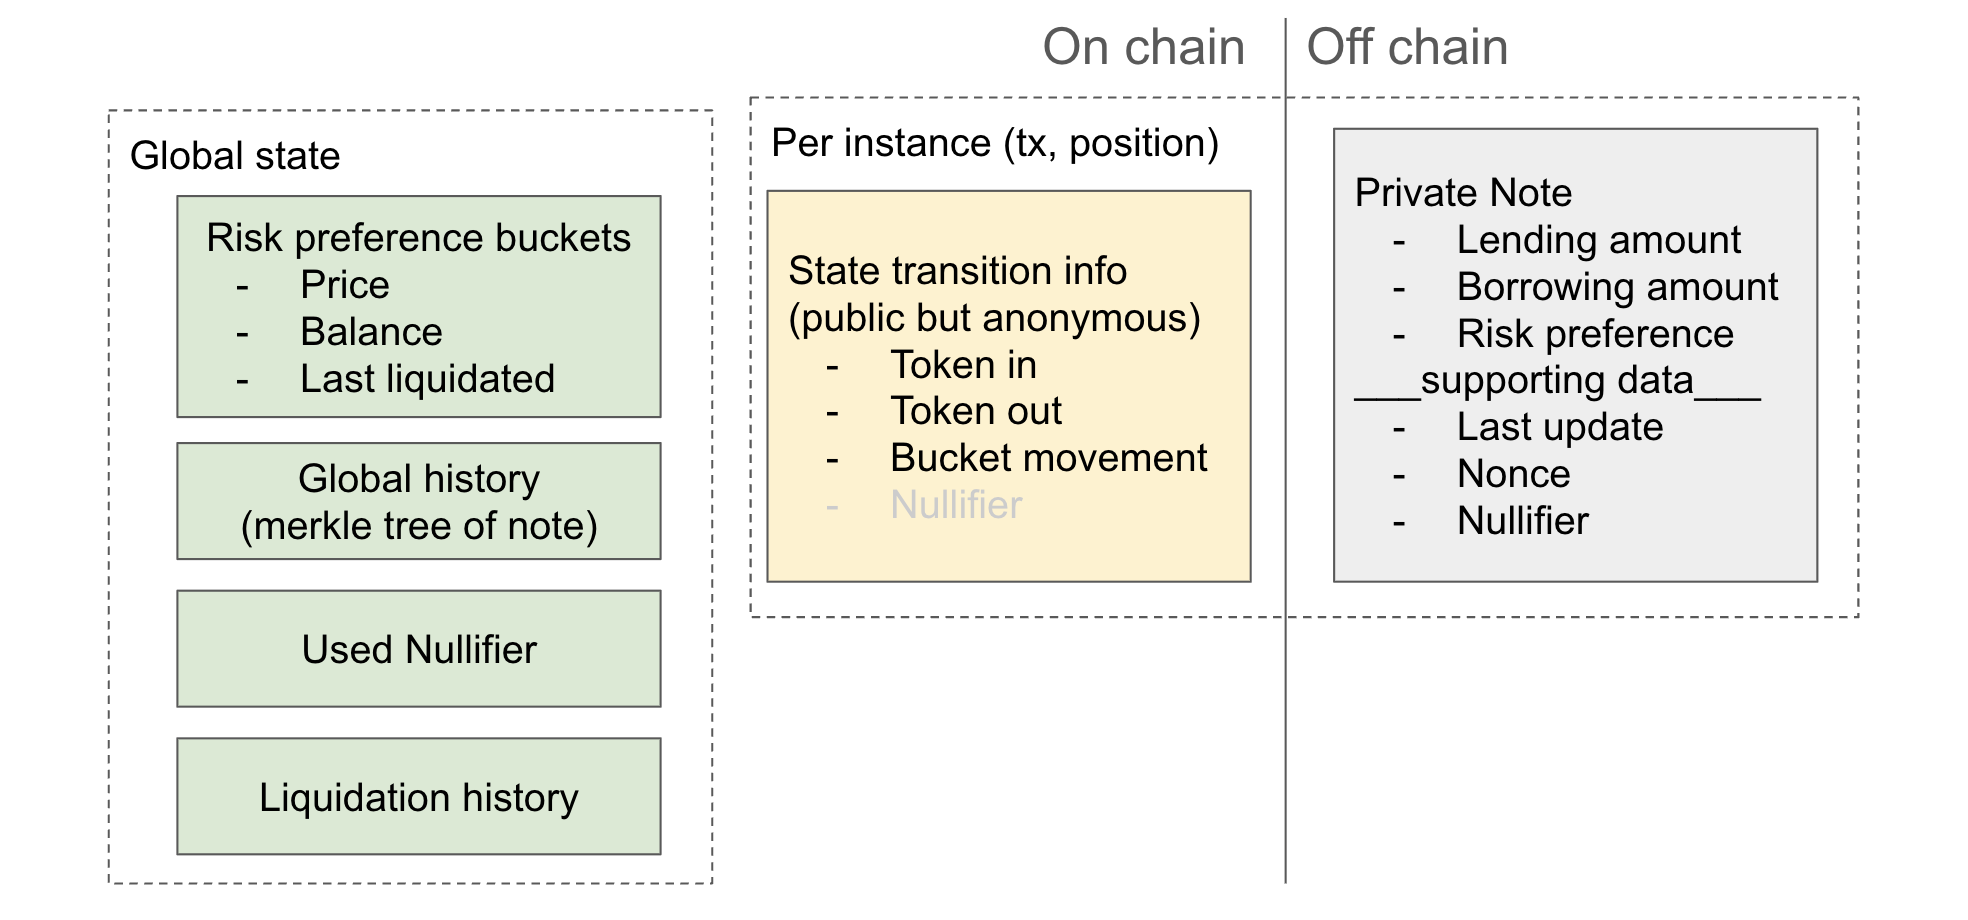 On chain
Off chain
Global state
Risk preference buckets
- Price
- Balance
- Last liquidated
Global history
(merkle tree of note)
Used Nullifier
Liquidation history
Per instance (tx, position)
State transition info
(public but anonymous)
- Token in
- Token out
- Bucket movement
- Nullifier
Private Note
- Lending amount
- Borrowing amount
- Risk preference
___supporting data___
- Last update
- Nonce
- Nullifier